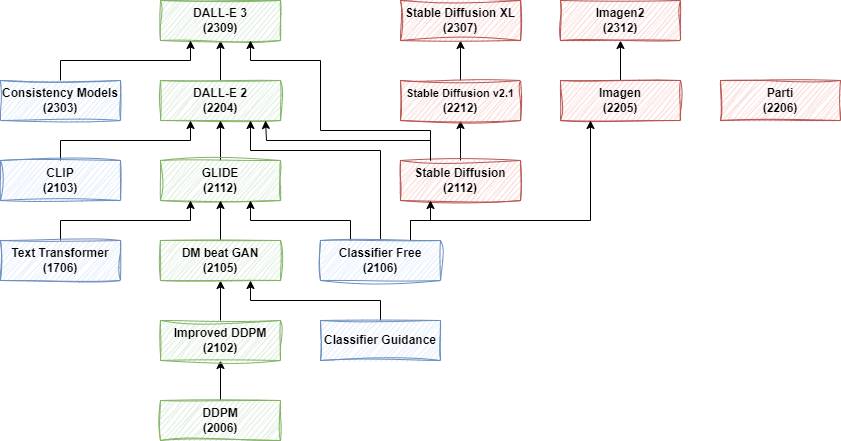 DALL-E 3
(2309)
Stable Diffusion XL
(2307)
Imagen2
(2312)
Consistency Models
(2303)
DALL-E 2
(2204)
Stable Diffusion v2.1
(2212)
Imagen
(2205)
Parti
(2206)
CLIP
(2103)
GLIDE
(2112)
Stable Diffusion
(2112)
Text Transformer
(1706)
DM beat GAN
(2105)
Classifier Free
(2106)
Improved DDPM
(2102)
Classifier Guidance
DDPM
(2006)